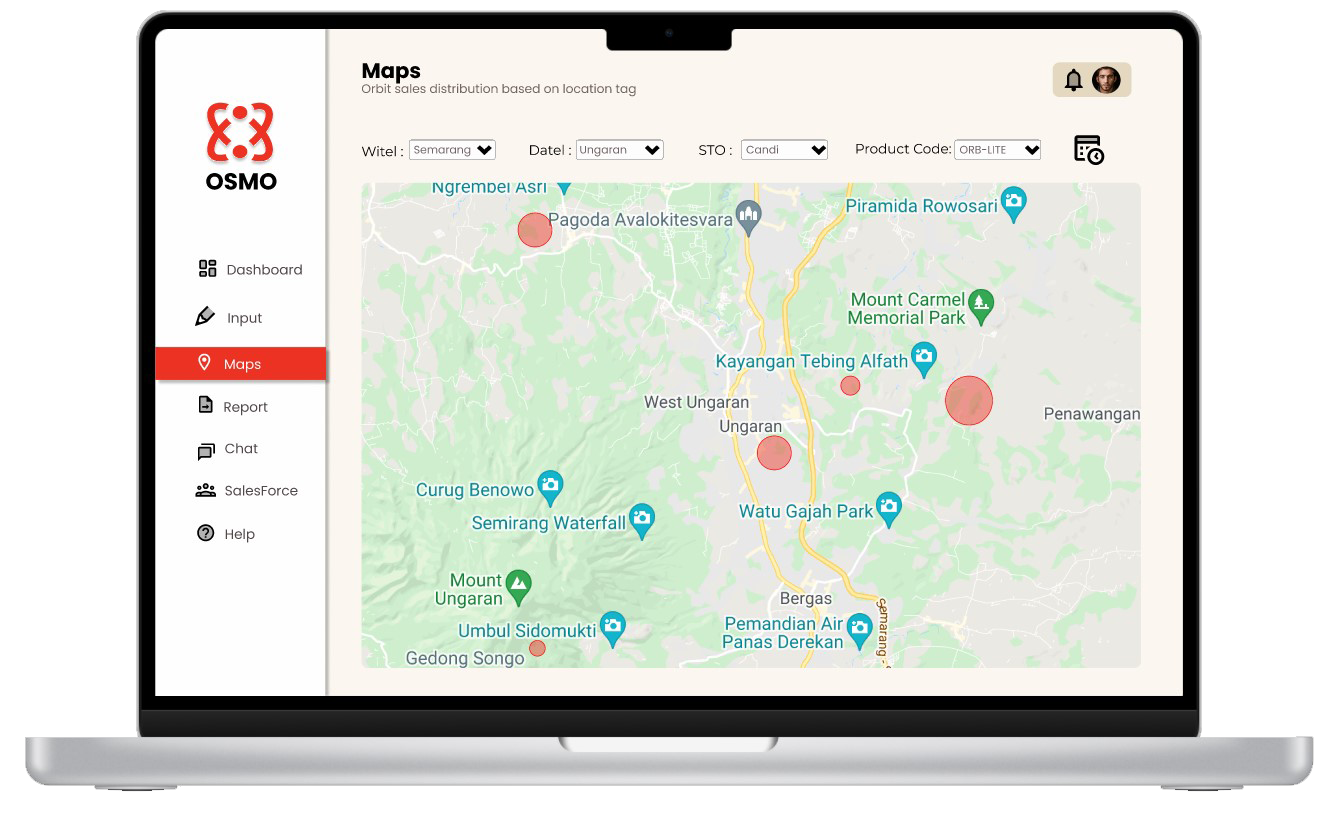 Maps
Orbit sales distribution based on location tag
OSMO
Dashboard
Input
Maps
Report
Chat
SalesForce
Help
Witel : Semarang Datel : Ungaran STO : Candi Product Code: ORB-LITE
Ngrembel Asri
Pagoda Avalokitesvara
Piramida Rowosari
Mount Carmel
Memorial Park
Kayangan Tebing Alfath
West Ungaran
Penawangan
Ungaran
Curug Benowo
Semirang Waterfall
Watu Gajah Park
Mount
Ungaran
Bergas
Umbul Sidomukti
Pemandian Air
Panas Derekan
Gedong Songo
semarang -